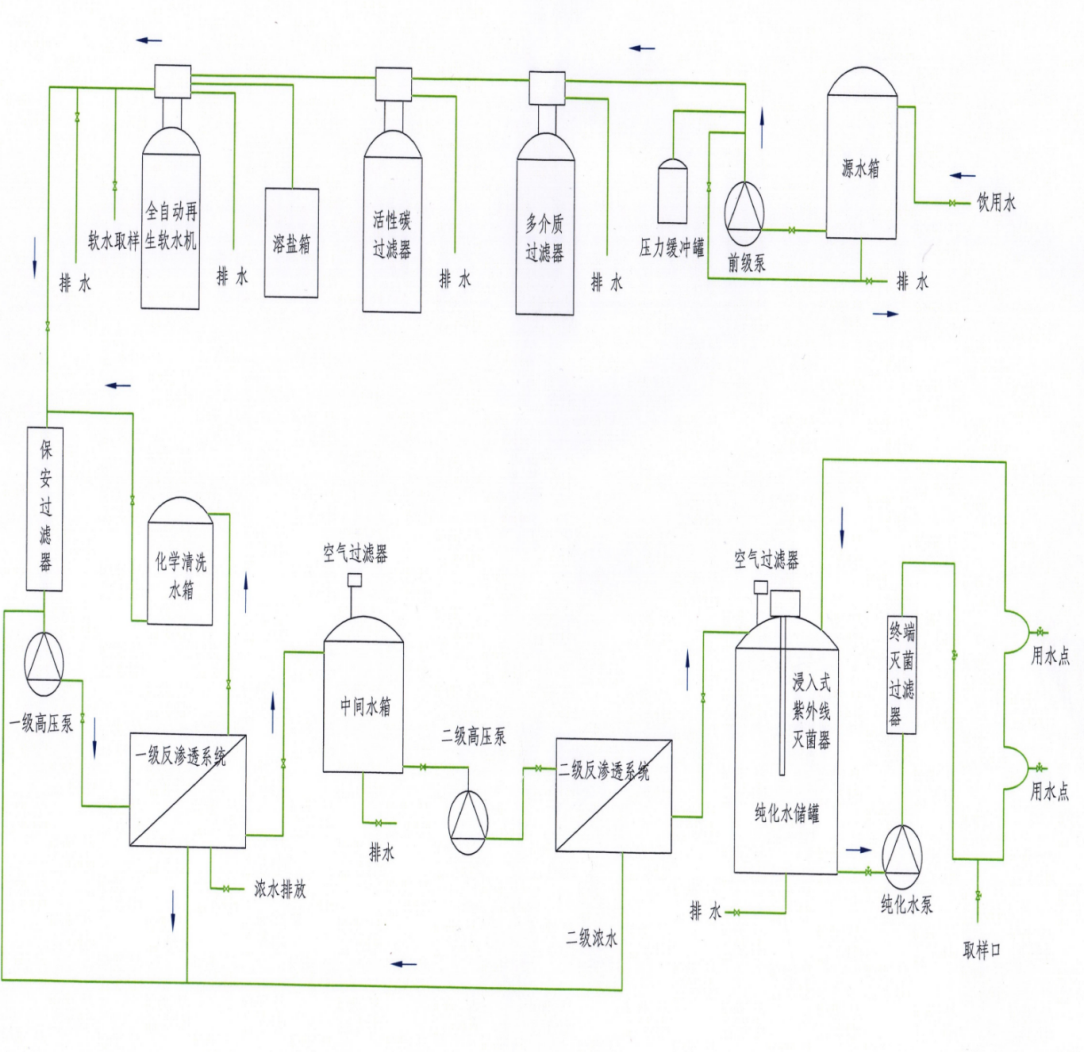 源水箱
饮用水
全自动再
生软水机
活性碳
过滤器
多介质
过滤器
软水取样
溶盐箱
压力缓冲罐
前级泵
排水
排水
排水
排水
排水
保
安
过
滤
器
化学清洗
水箱
空气过滤器
空气过滤器
终端
灭菌
过滤
器
用水点
浸入式
紫外线
灭菌器
中间水箱
一级高压泵
二级高压泵
一级反渗透系统
二级反渗透系统
用水点
纯化水储罐
排水
浓水排放
纯化水泵
排水
二级浓水
取样口